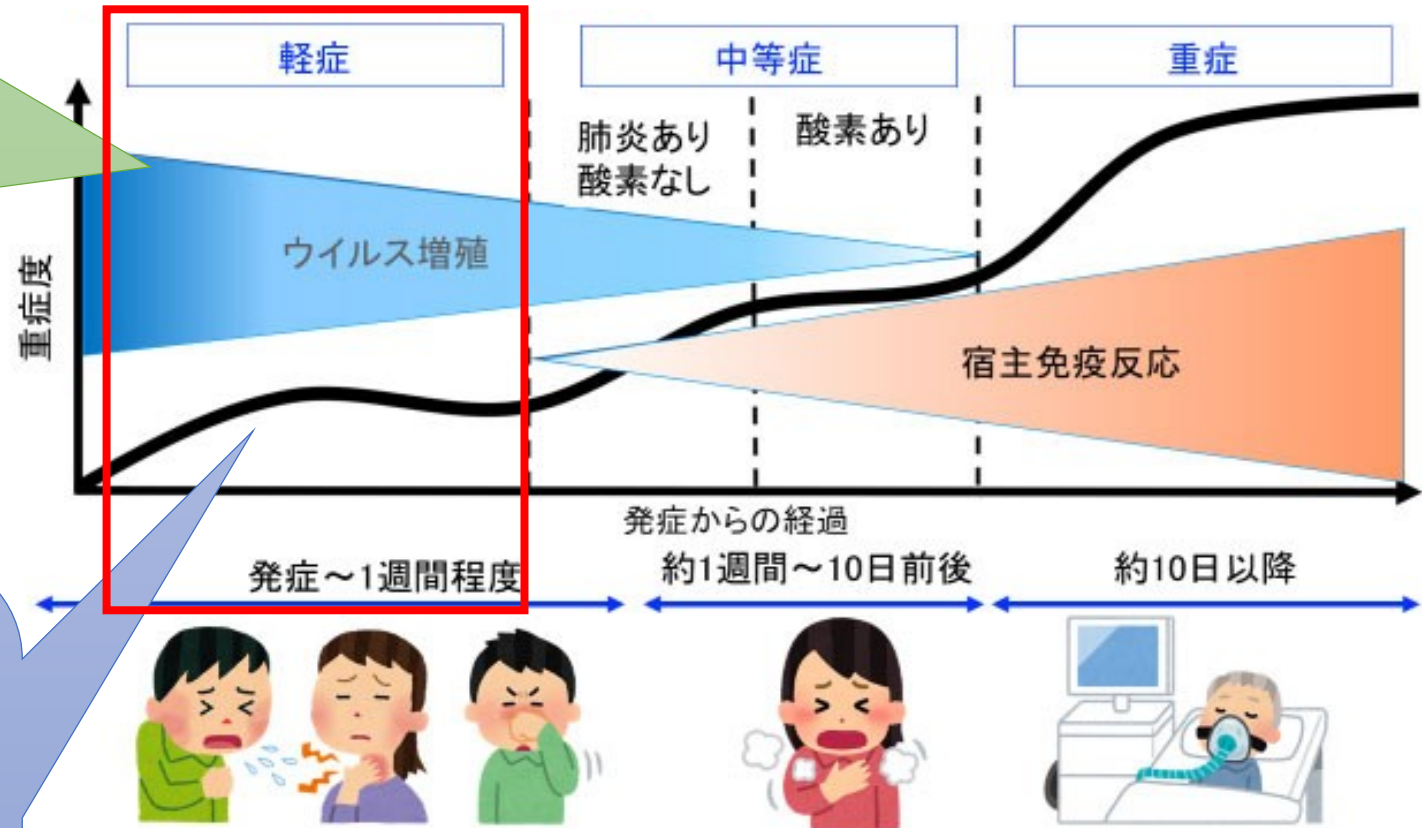 軽症
中等症
重症
肺炎あり
酸素なし
酸素あり
ウイルス増殖
重症度
宿主免疫反応
発症からの経過
発症～1週間程度
約1週間～10日前後
約10日以降